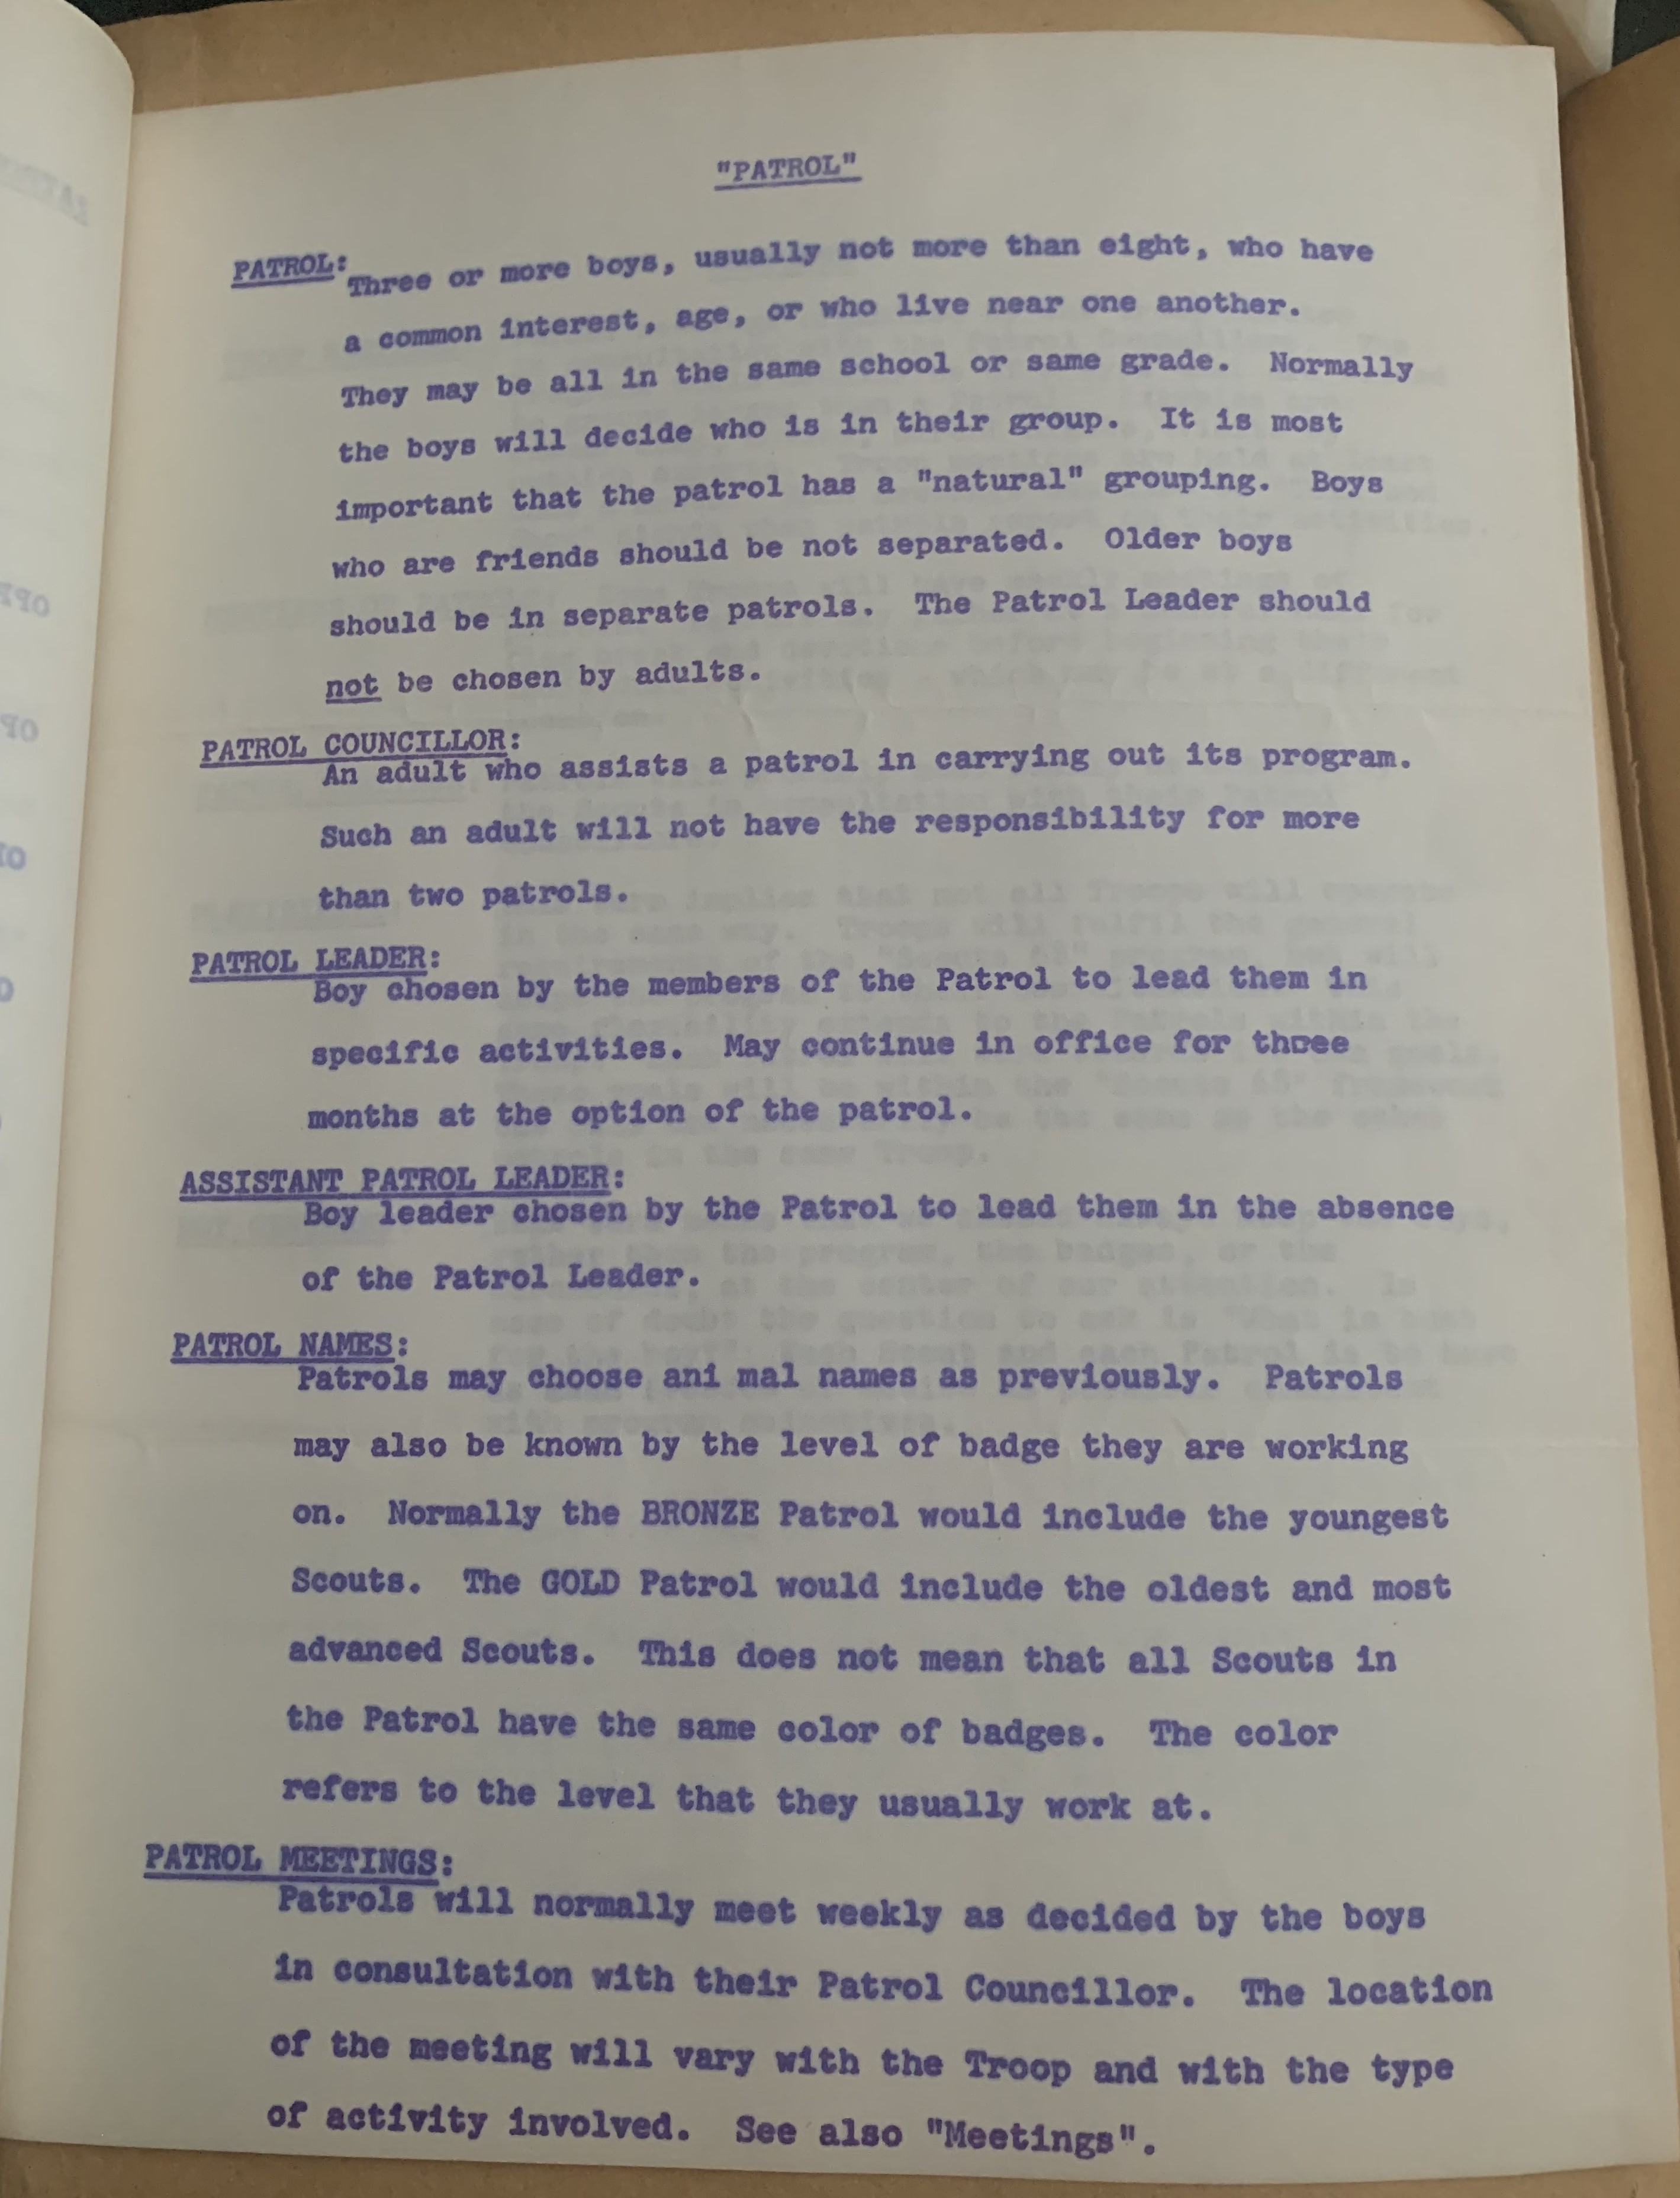 "PATROL"
PATROL:
Three or more boys, usually not more than eight, who have
a common interest, age, or who live near one another.
They may be all in the same school or same grade. Normally
the boys will decide who is in their group. It is most
important that the patrol has a "natural" grouping. Boys
who are friends should be not separated. Older boys
should be in separate patrols. The Patrol Leader should
not be chosen by adults.
PATROL COUNCILLOR:
An adult who assists a patrol in carrying out its program.
Such an adult will not have the responsibility for more
than two patrols.
PATROL LEADER:
Boy chosen by the members of the Patrol to lead them in
specific activities. May continue in office for three
months at the option of the patrol.
ASSISTANT PATROL LEADER:
Boy leader chosen by the Patrol to lead them in the absence
of the Patrol Leader.
PATROL NAMES:
Patrols may choose ani mal names as previously. Patrols
may also be known by the level of badge they are working
on. Normally the BRONZE Patrol would include the youngest
Scouts. The GOLD Patrol would include the oldest and most
advanced Scouts. This does not mean that all Scouts in
the Patrol have the same color of badges. The color
refers to the level that they usually work at.
PATROL MEETINGS:
Patrols will normally meet weekly as decided by the boys
in consultation with their Patrol Councillor. The location
of the meeting will vary with the Troop and with the type
of activity involved. See also "Meetings".